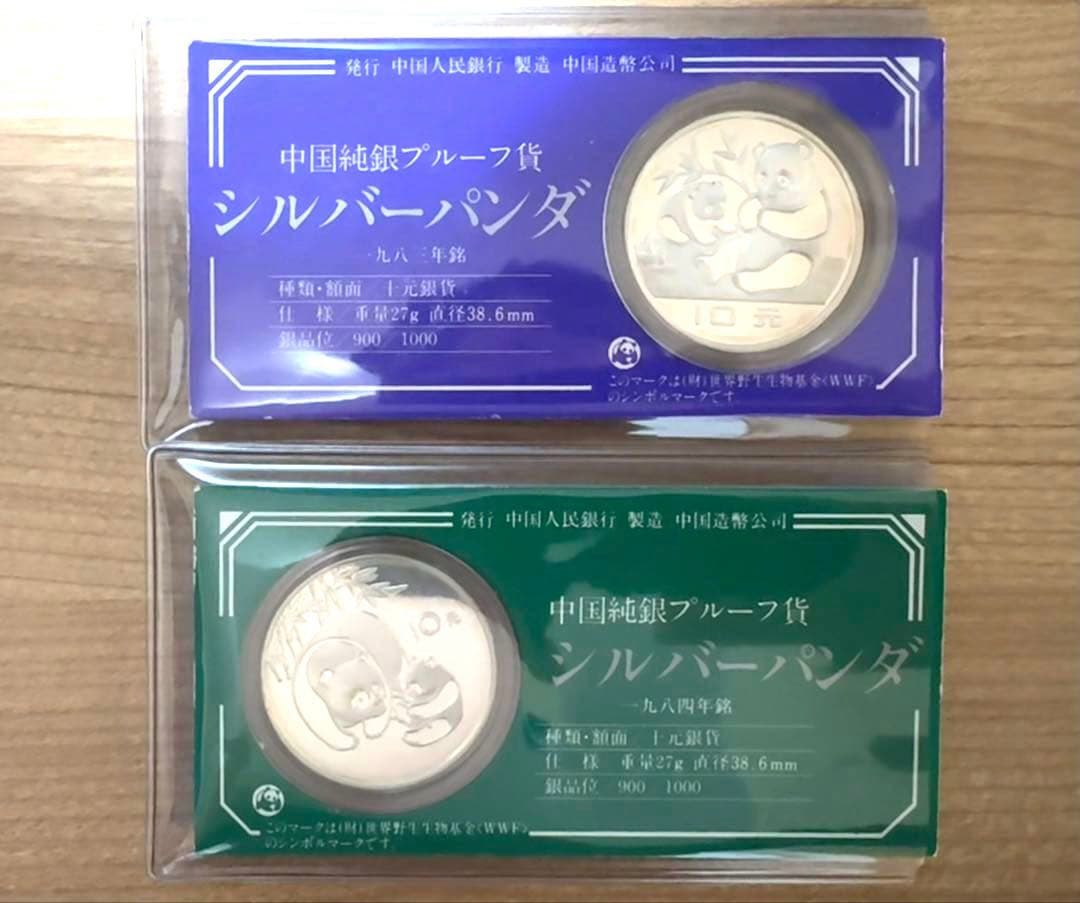 発行 中国人民銀行 製造 中国造幣公司
中国純銀プルーフ貨
シルバーパンダ
一九八三年銘
種類・額面 十元銀貨
仕 様 重量27g 直径38.6mm
銀品位 900 1000
10元
このマークは(財)世界野生生物基金《WWF》
のシンボルマークです。
発行 中国人民銀行 製造 中国造幣公司
10元
中国純銀プルーフ貨
シルバーパンダ
一九八四年銘
種類・額面 十元銀貨
仕 様 重量27g 直径38.6mm
銀品位 900 1000
このマークは(財)世界野生生物基金《WWF》
のシンボルマークです。